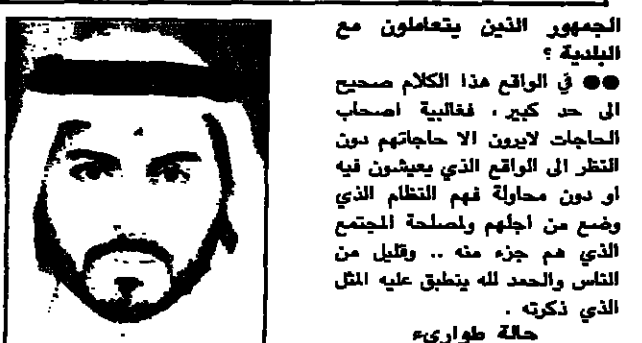 الجمهور الذين يتعاملون مع
البلدية ؟
●● في الواقع هذا الكلام صحيح
الى حد كبير ، فغالبية اصحاب
الحاجات لايرون الا حاجاتهم دون
النظر الى الواقع الذي يعيشون فيه
او دون محاولة فهم النظام الذي
وضع من اجلهم ولمصلحة المجتمع
الذي هم جزء منه .. وقليل من
الناس والحمد لله ينطبق عليه المثل
الذي ذكرته .
حالة طواريء